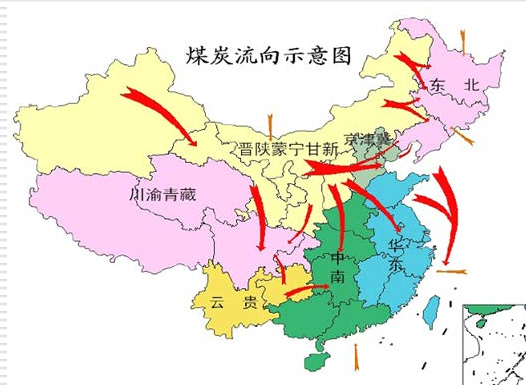 煤炭流向示意图
东 北
京津冀
晋陕蒙宁甘新
川渝青藏
华东
中南
云 贵